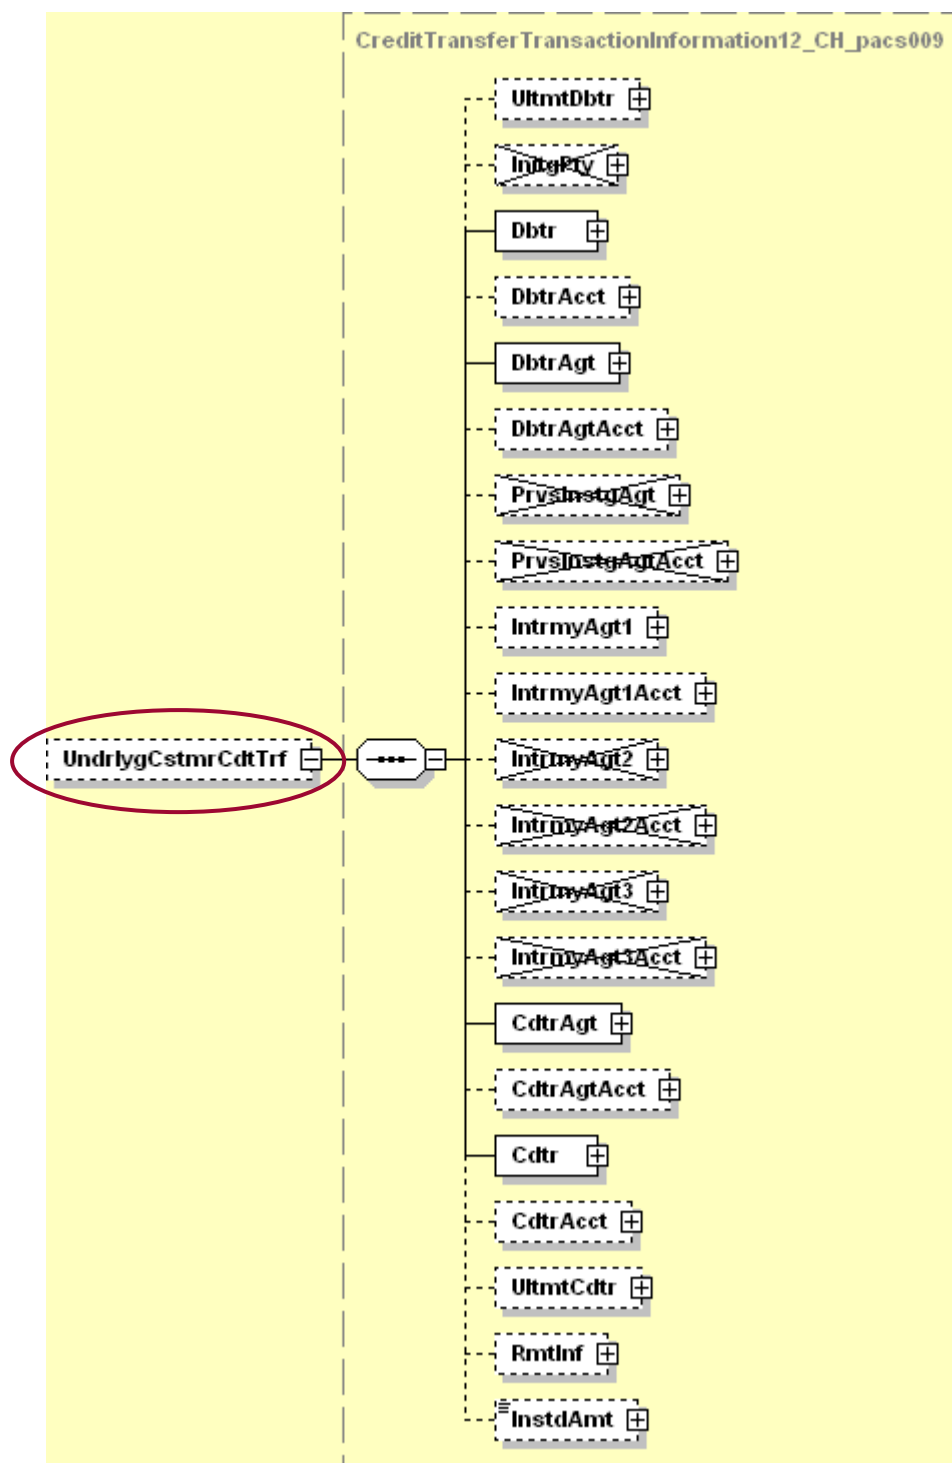 CreditTransferTransactionInformation12_CH_pacs009
UltmtDbtr
InitgPty
Dbtr
DbtrAcct
DbtrAgt
DbtrAgtAcct
PrvsInstgAgt
PrvsInstgAgtAcct
IntrmyAgt1
IntrmyAgt1Acct
UndrlygCstmrCdtTrf
IntrmyAgt2
IntrmyAgt2Acct
IntrmyAgt3
IntrmyAgt3Acct
CdtrAgt
CdtrAgtAcct
Cdtr
CdtrAcct
UltmtCdtr
RmtInf
InstdAmt